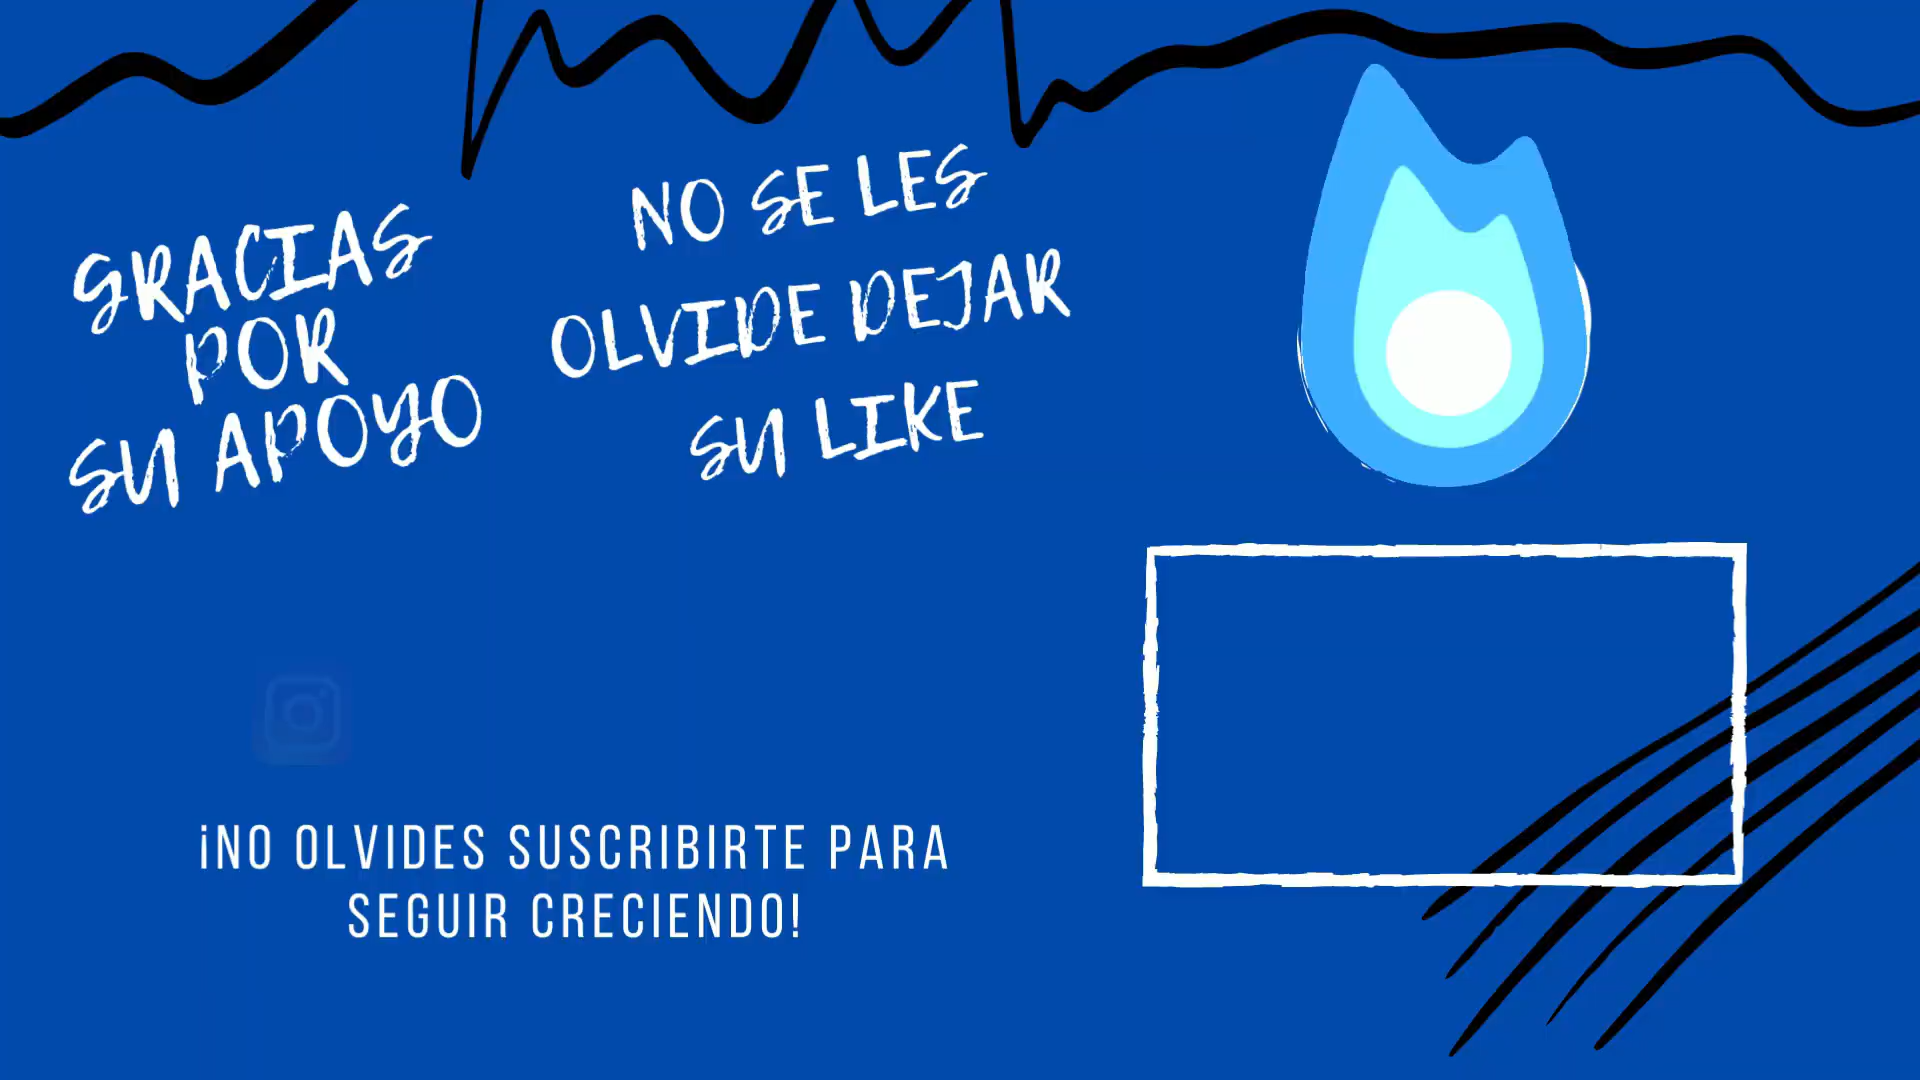 GRACIAS
POR
SU APOYO
NO SE LES
OLVIDE DEJAR
SU LIKE
¡NO OLVIDES SUSCRIBIRTE PARA
SEGUIR CRECIENDO!